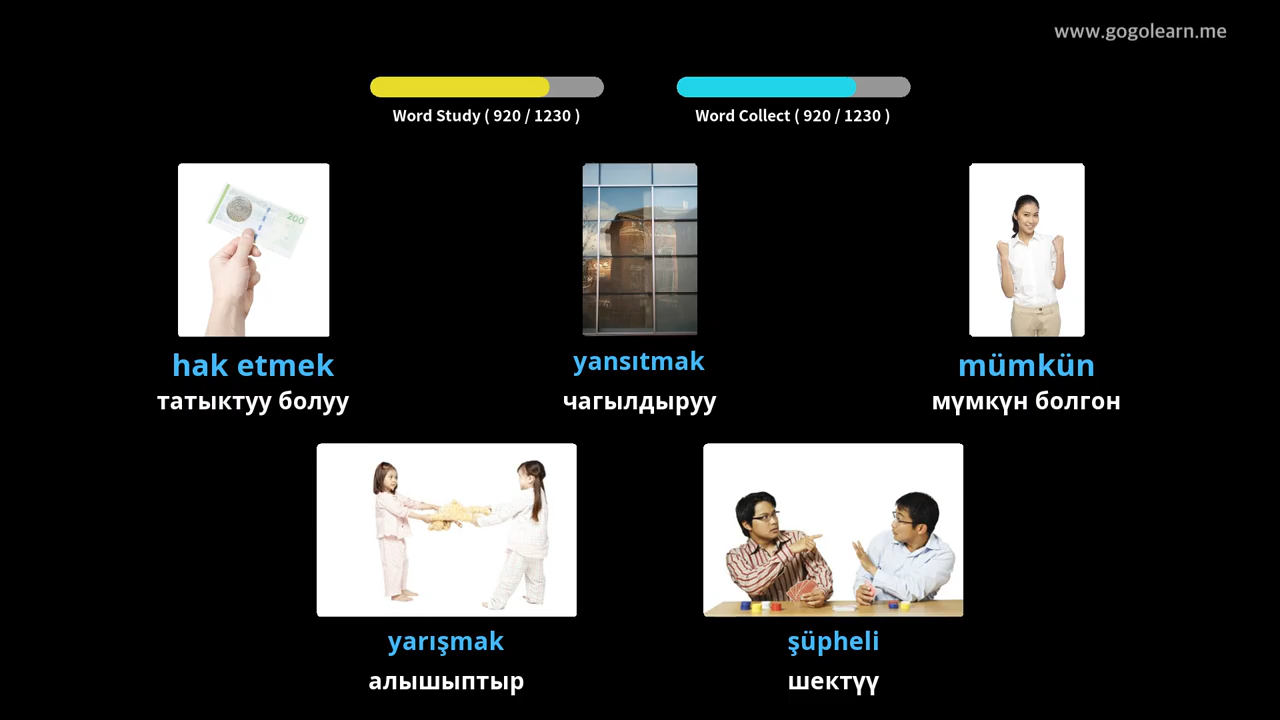 www.gogolearn.me
Word Study ( 920 / 1230 )
Word Collect ( 920 / 1230 )
200
hak etmek
татыктуу болуу
yansıtmak
чагылдыруу
mümkün
мүмкүн болгон
yarışmak
алышыптыр
şüpheli
шектүү